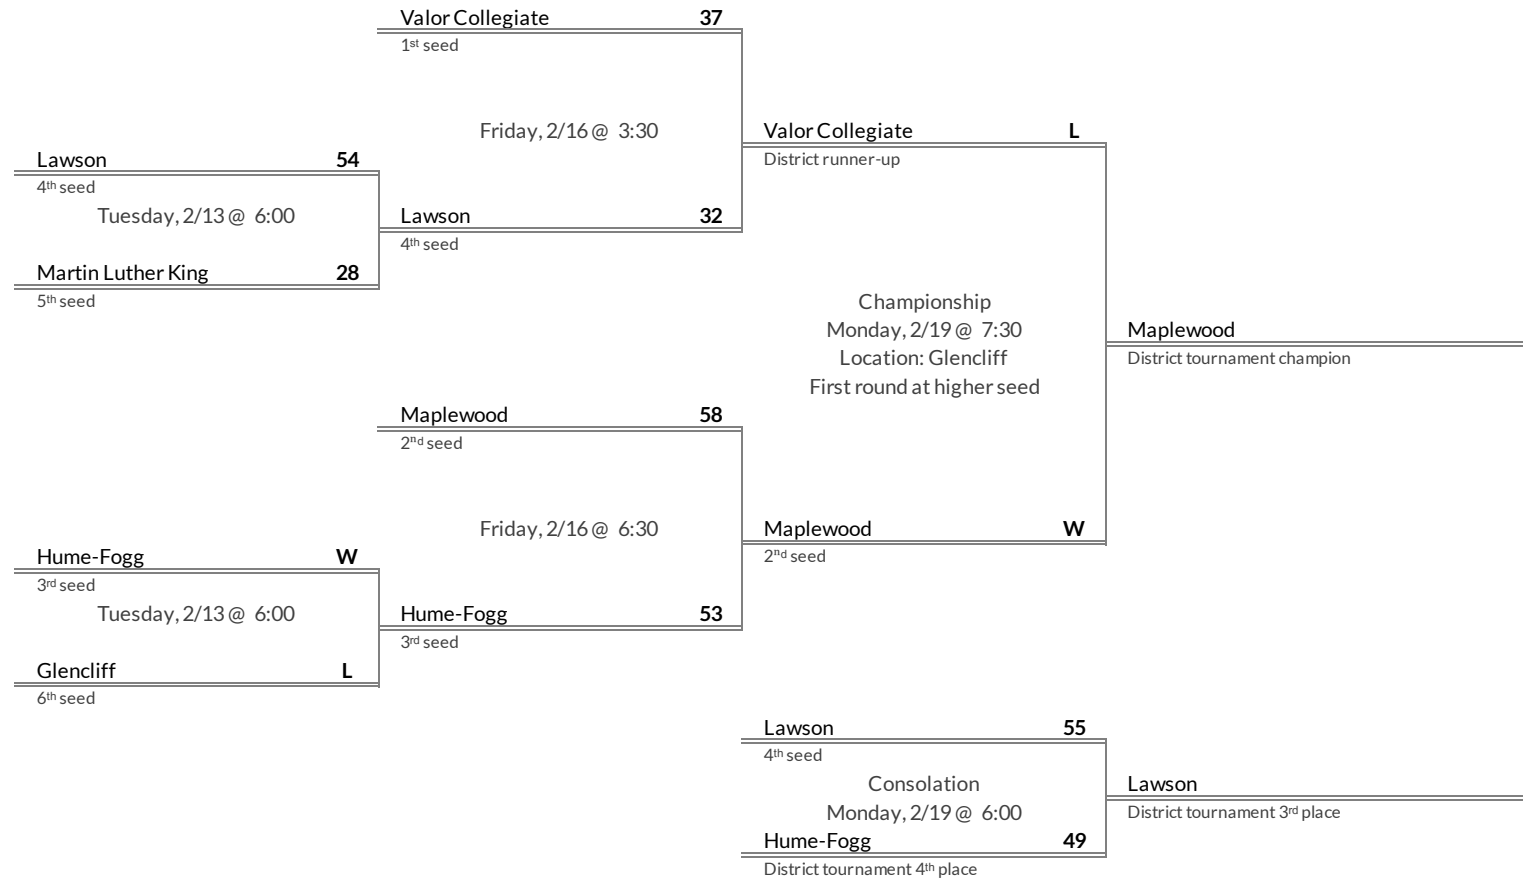 Valor Collegiate 37
1st seed
Friday, 2/16 @ 3:30
Lawson 54
4th seed
Tuesday, 2/13 @ 6:00
Martin Luther King 28
5th seed
Lawson 32
4th seed
Valor Collegiate L
District runner-up
Championship
Monday, 2/19 @ 7:30
Location: Glencliff
First round at higher seed
Maplewood
District tournament champion
Maplewood 58
2nd seed
Friday, 2/16 @ 6:30
Maplewood W
2nd seed
Hume-Fogg W
3rd seed
Tuesday, 2/13 @ 6:00
Glencliff L
6th seed
Hume-Fogg 53
3rd seed
Lawson 55
4th seed
Consolation
Monday, 2/19 @ 6:00
Hume-Fogg 49
District tournament 4th place
Lawson
District tournament 3rd place